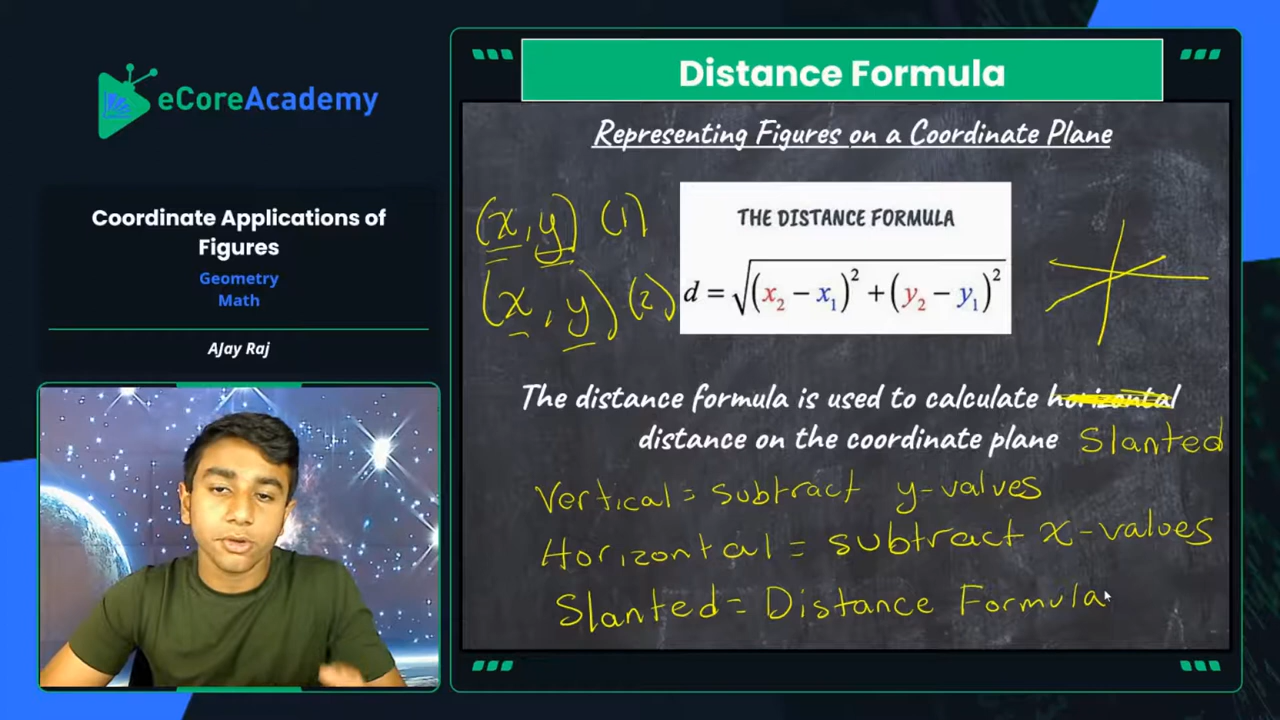 eCoreAcademy
Coordinate Applications of
Figures
Geometry
Math
AJay Raj
Distance Formula
Representing Figures on a Coordinate Plane
(x, y) (1)
(x, y) (2)
THE DISTANCE FORMULA
d = √(x₂ − x₁)² + (y₂ − y₁)²
The distance formula is used to calculate horizontal
distance on the coordinate plane Slanted
Vertical = subtract y-values
Horizontal = subtract x-values
Slanted = Distance Formula